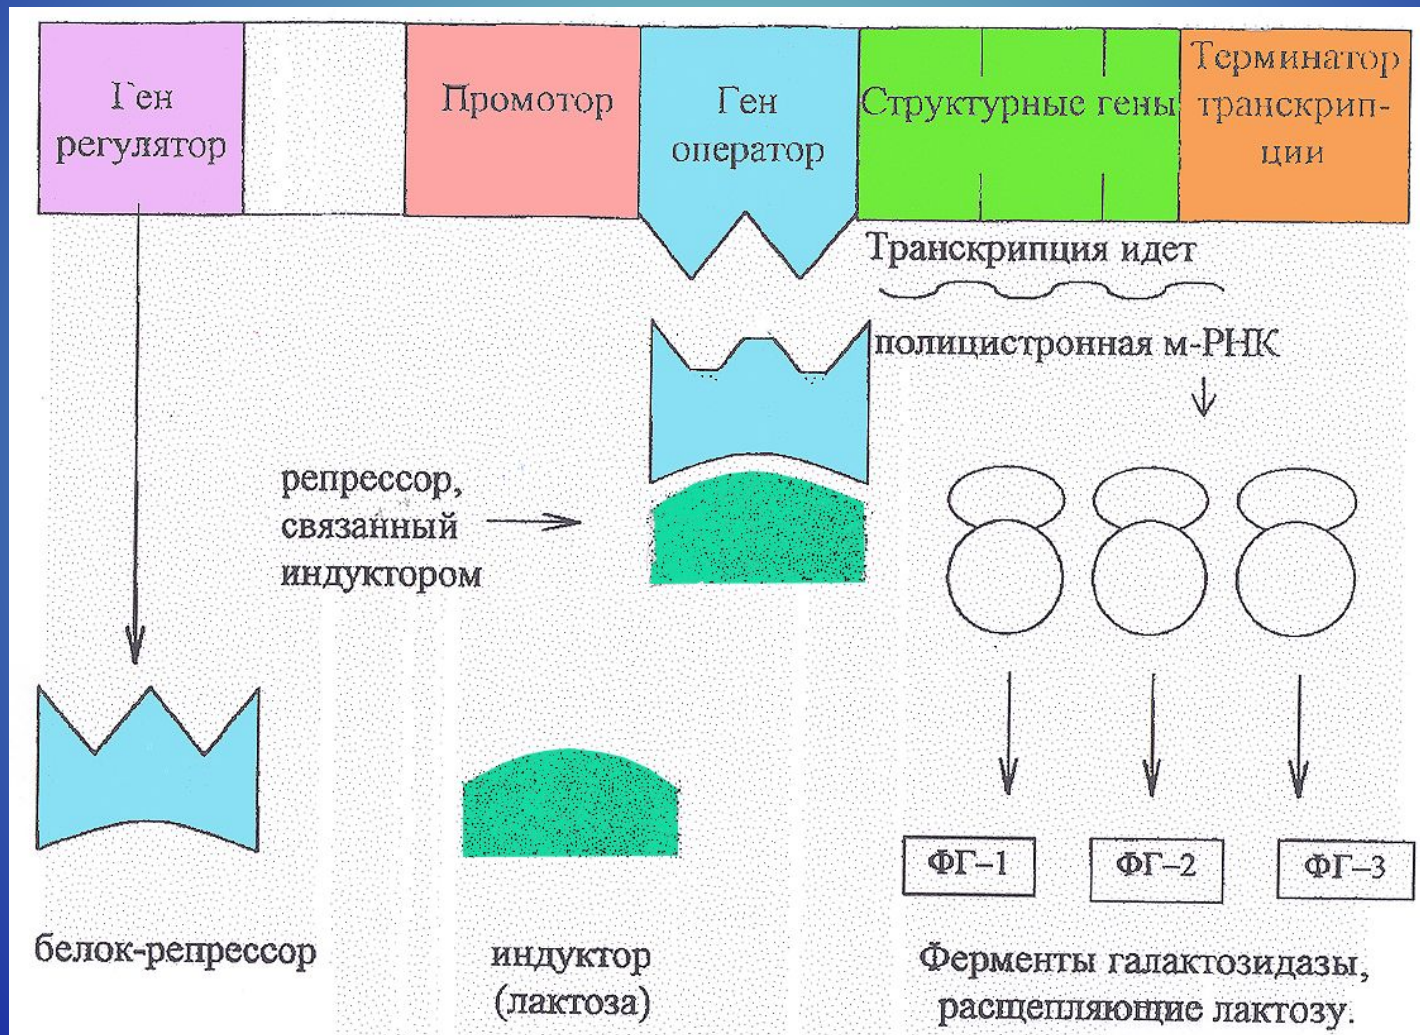 Ген
регулятор
Промотор
Ген
оператор
Структурные гены
Терминатор
транскрип-
ции
Транскрипция идет
полицистронная м-РНК
репрессор,
связанный
индуктором
ФГ–1
ФГ–2
ФГ–3
белок-репрессор
индуктор
(лактоза)
Ферменты галактозидазы,
расщепляющие лактозу.